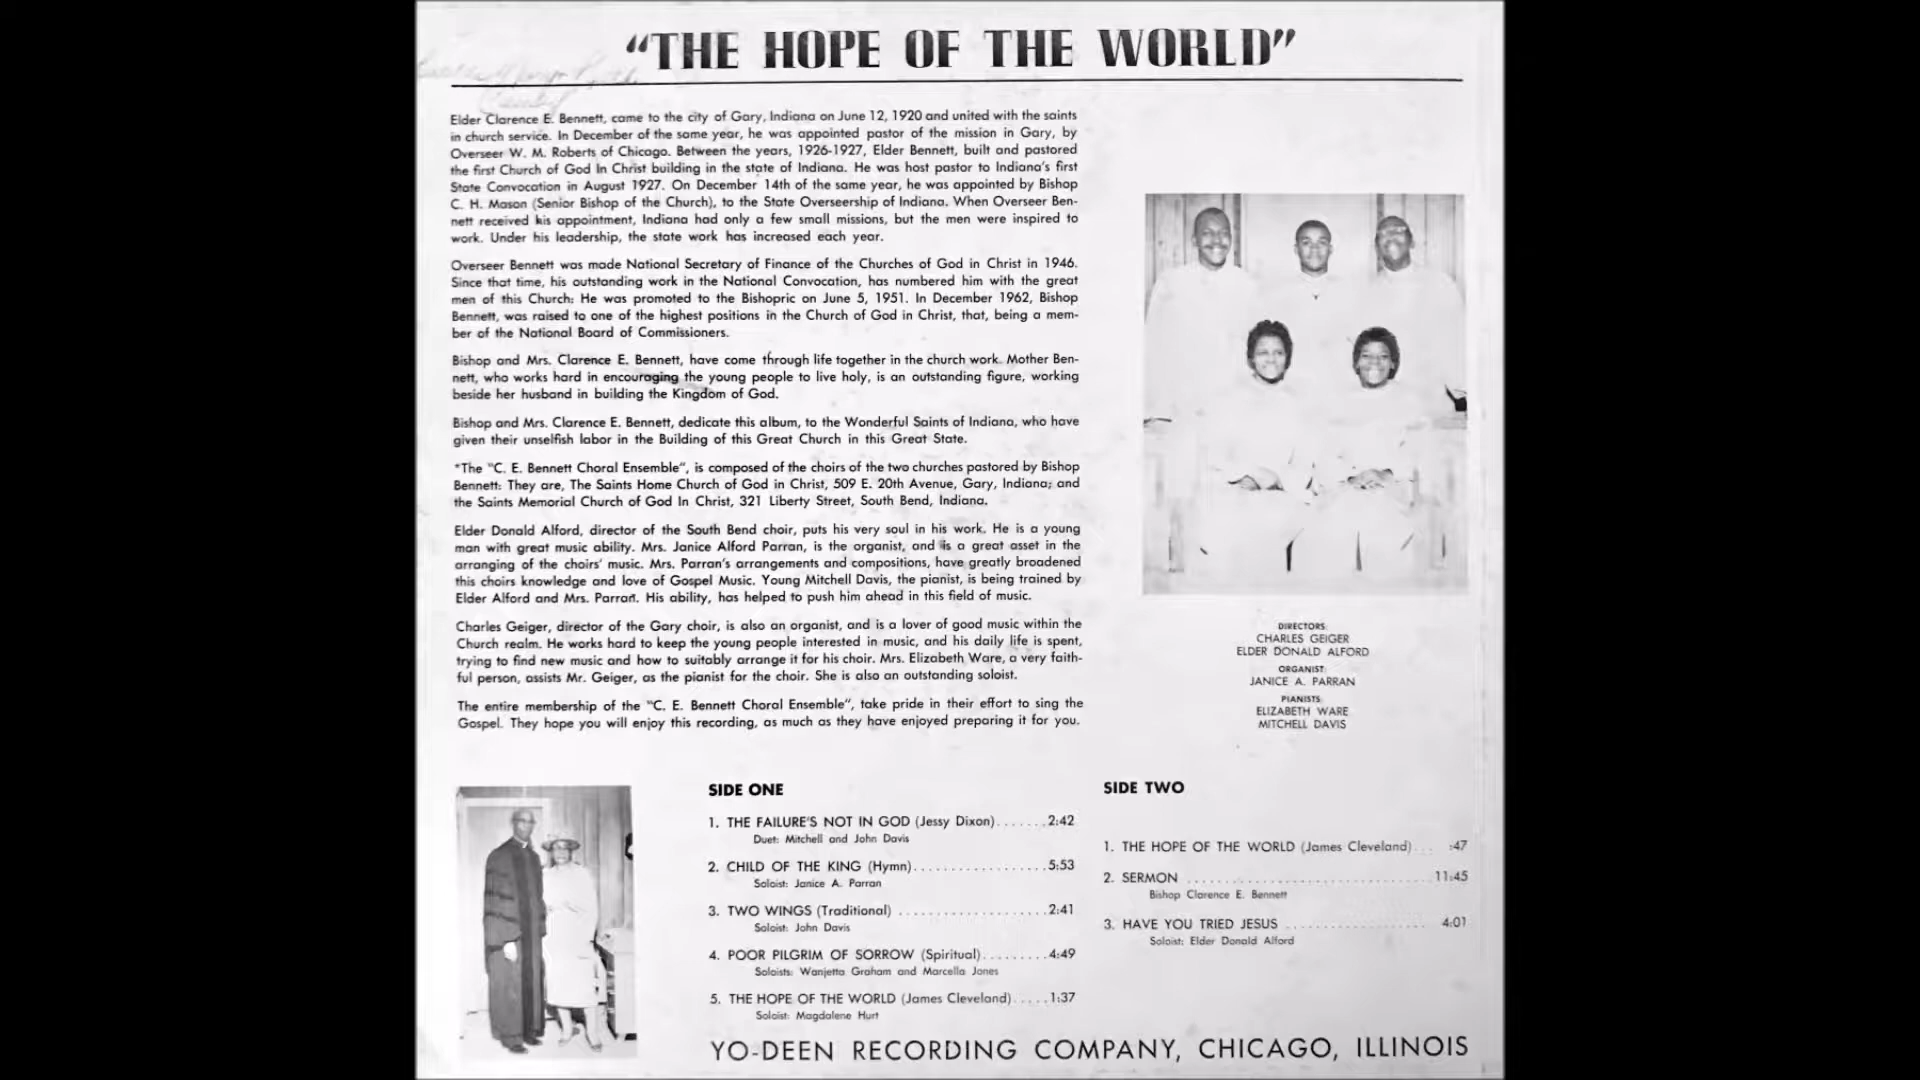 "THE HOPE OF THE WORLD"
Elder Clarence E. Bennett, came to the city of Gary, Indiana on June 12, 1920 and united with the saints
in church service. In December of the same year, he was appointed pastor of the mission in Gary, by
Overseer W. M. Roberts of Chicago. Between the years, 1926-1927, Elder Bennett, built and pastored
the first Church of God In Christ building in the state of Indiana. He was host pastor to Indiana's first
State Convocation in August 1927. On December 14th of the same year, he was appointed by Bishop
C. H. Mason (Senior Bishop of the Church), to the State Overseership of Indiana. When Overseer Ben-
nett received his appointment, Indiana had only a few small missions, but the men were inspired to
work. Under his leadership, the state work has increased each year.
Overseer Bennett was made National Secretary of Finance of the Churches of God in Christ in 1946.
Since that time, his outstanding work in the National Convocation, has numbered him with the great
men of this Church: He was promoted to the Bishopric on June 5, 1951. In December 1962, Bishop
Bennett, was raised to one of the highest positions in the Church of God in Christ, that, being a mem-
ber of the National Board of Commissioners.
Bishop and Mrs. Clarence E. Bennett, have come through life together in the church work. Mother Ben-
nett, who works hard in encouraging the young people to live holy, is an outstanding figure, working
beside her husband in building the Kingdom of God.
Bishop and Mrs. Clarence E. Bennett, dedicate this album, to the Wonderful Saints of Indiana, who have
given their unselfish labor in the Building of this Great Church in this Great State.
*The "C. E. Bennett Choral Ensemble", is composed of the choirs of the two churches pastored by Bishop
Bennett: They are, The Saints Home Church of God in Christ, 509 E. 20th Avenue, Gary, Indiana; and
the Saints Memorial Church of God In Christ, 321 Liberty Street, South Bend, Indiana.
Elder Donald Alford, director of the South Bend choir, puts his very soul in his work. He is a young
man with great music ability. Mrs. Janice Alford Parran, is the organist, and is a great asset in the
arranging of the choirs' music. Mrs. Parran's arrangements and compositions, have greatly broadened
this choirs knowledge and love of Gospel Music. Young Mitchell Davis, the pianist, is being trained by
Elder Alford and Mrs. Parran. His ability, has helped to push him ahead in this field of music.
Charles Geiger, director of the Gary choir, is also an organist, and is a lover of good music within the
Church realm. He works hard to keep the young people interested in music, and his daily life is spent,
trying to find new music and how to suitably arrange it for his choir. Mrs. Elizabeth Ware, a very faith-
ful person, assists Mr. Geiger, as the pianist for the choir. She is also an outstanding soloist.
The entire membership of the "C. E. Bennett Choral Ensemble", take pride in their effort to sing the
Gospel. They hope you will enjoy this recording, as much as they have enjoyed preparing it for you.
DIRECTORS:
CHARLES GEIGER
ELDER DONALD ALFORD
ORGANIST:
JANICE A. PARRAN
PIANISTS:
ELIZABETH WARE
MITCHELL DAVIS
SIDE ONE
1. THE FAILURE'S NOT IN GOD (Jessy Dixon).......2:42
Duet: Mitchell and John Davis
2. CHILD OF THE KING (Hymn)..................5:53
Soloist: Janice A. Parran
3. TWO WINGS (Traditional) ....................2:41
Soloist: John Davis
4. POOR PILGRIM OF SORROW (Spiritual).........4:49
Soloists: Wanjetta Graham and Marcella Jones
5. THE HOPE OF THE WORLD (James Cleveland).....1:37
Soloist: Magdalene Hurt
SIDE TWO
1. THE HOPE OF THE WORLD (James Cleveland)... :47
2. SERMON ..................................11:45
Bishop Clarence E. Bennett
3. HAVE YOU TRIED JESUS ................... 4:01
Soloist: Elder Donald Alford
YO-DEEN RECORDING COMPANY, CHICAGO, ILLINOIS